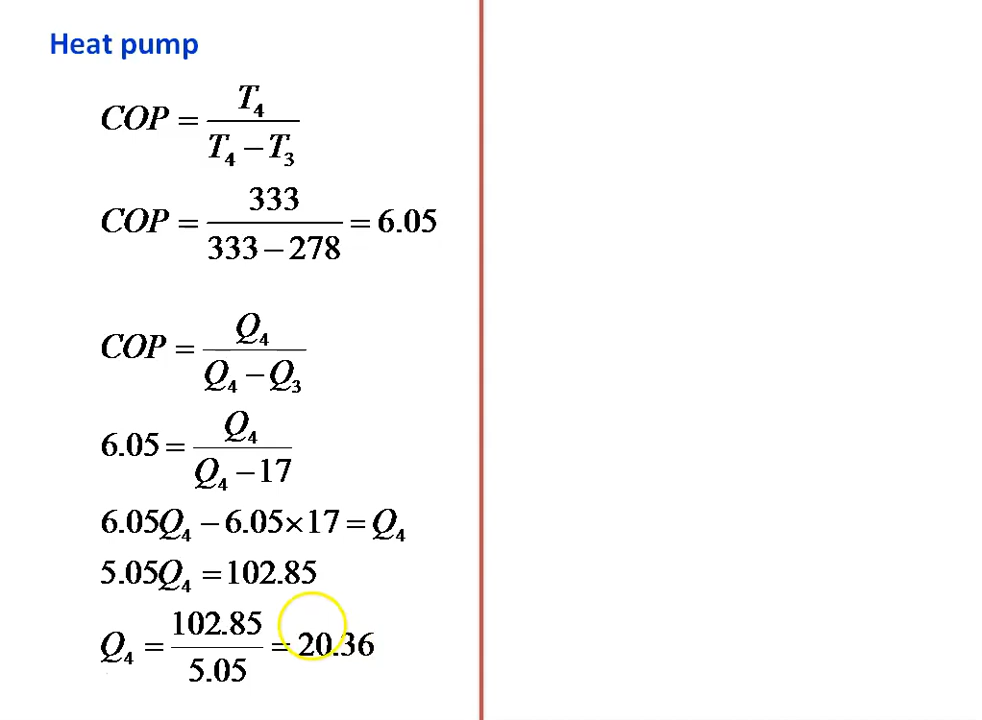 Heat pump
COP = T₄ / (T₄ − T₃)
COP = 333 / (333 − 278) = 6.05
COP = Q₄ / (Q₄ − Q₃)
6.05 = Q₄ / (Q₄ − 17)
6.05Q₄ − 6.05×17 = Q₄
5.05Q₄ = 102.85
Q₄ = 102.85 / 5.05 = 20.36